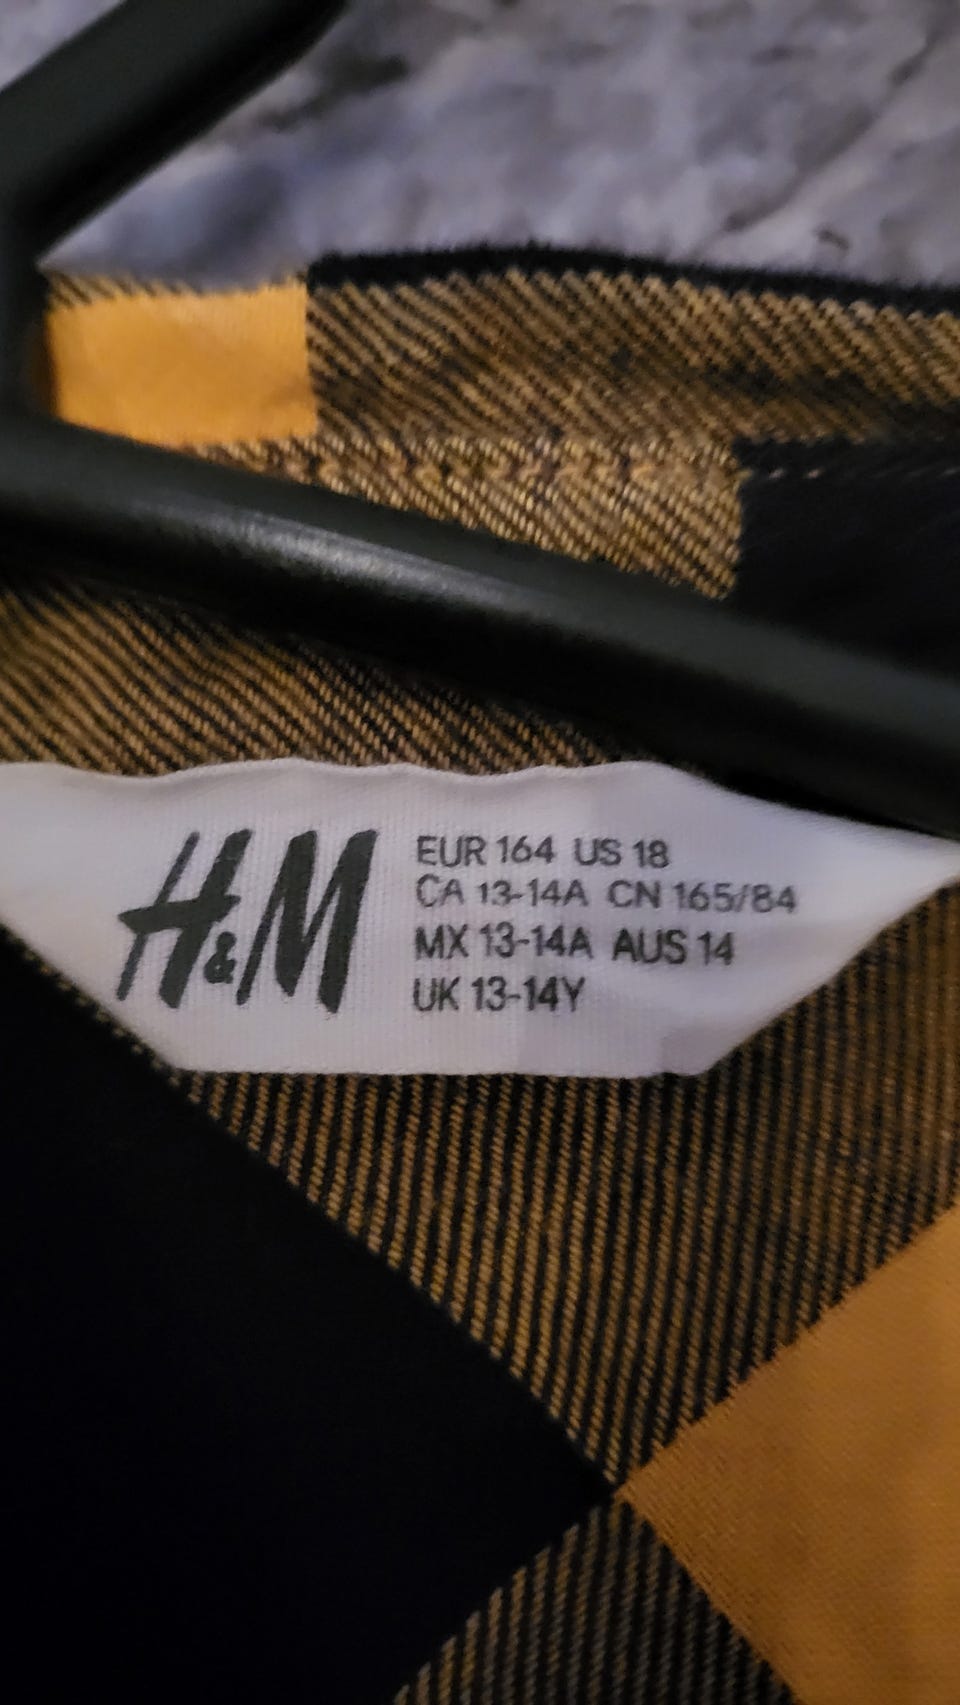 H&M
EUR 164 US 18
CA 13-14A CN 165/84
MX 13-14A AUS 14
UK 13-14Y